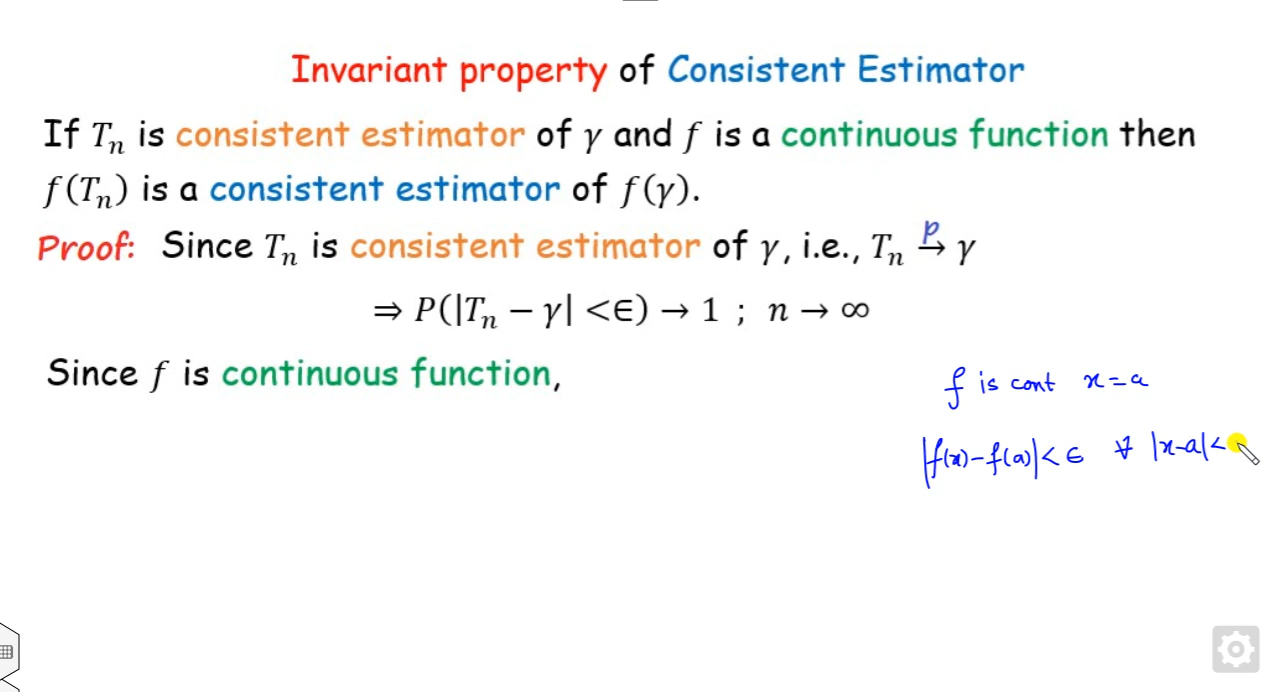 Invariant property of Consistent Estimator
If Tₙ is consistent estimator of γ and f is a continuous function then
f(Tₙ) is a consistent estimator of f(γ).
Proof: Since Tₙ is consistent estimator of γ, i.e., Tₙ →ᵖ γ
⇒ P(|Tₙ − γ| <∈) → 1 ; n → ∞
Since f is continuous function,
f is cont x=a
|f(x)-f(a)|<∈ ∀ |x-a|<